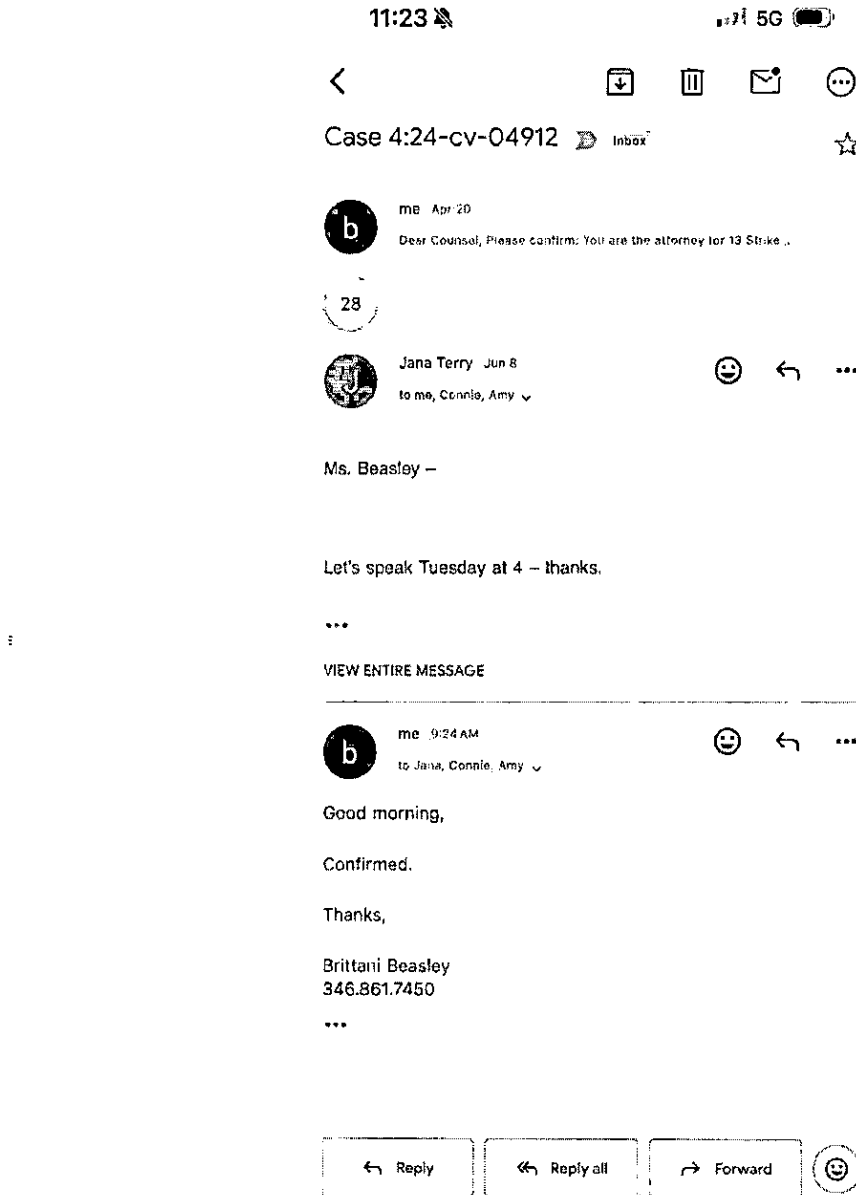 11:23 5G
Case 4:24-cv-04912 Inbox
b
me Apr 20
Dear Counsel, Please confirm: You are the attorney for 13 Strike ..
28
Jana Terry Jun 8
to me, Connie, Amy
Ms. Beasley –
Let's speak Tuesday at 4 – thanks.
•••
VIEW ENTIRE MESSAGE
b
me 9:24 AM
to Jana, Connie, Amy
Good morning,
Confirmed.
Thanks,
Brittani Beasley
346.861.7450
•••
Reply Reply all Forward